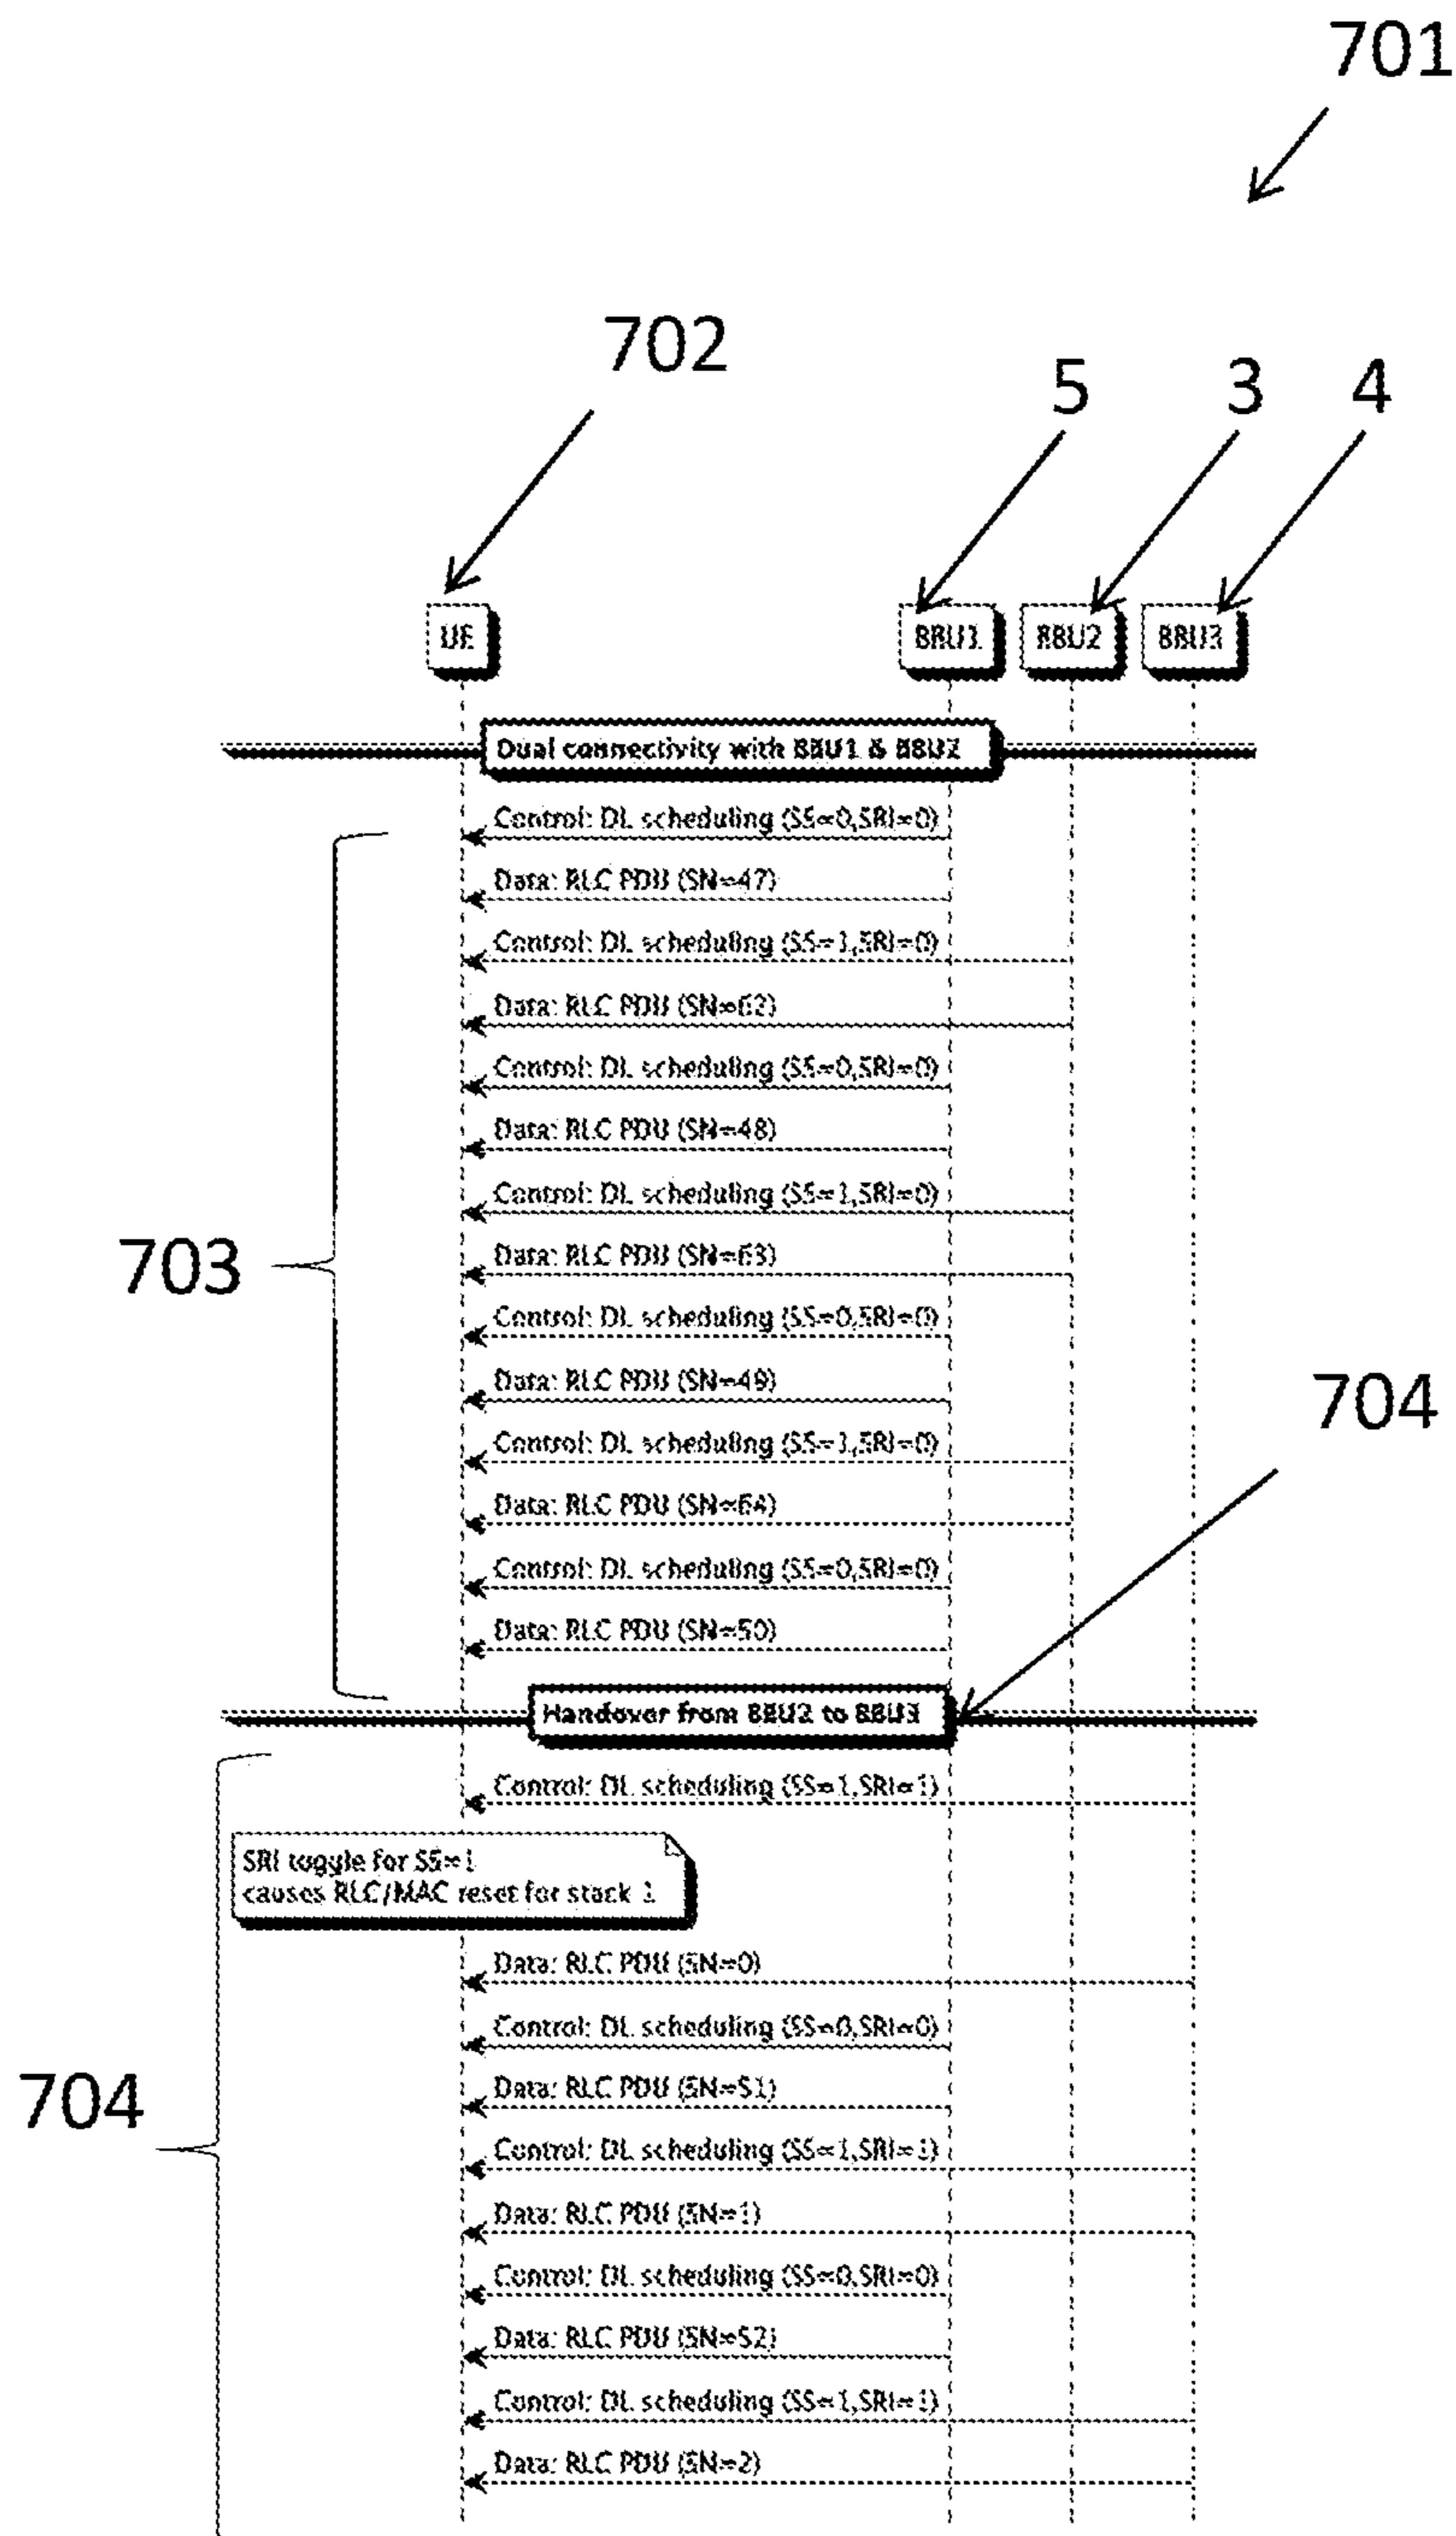 701
702
5
3
4
UE
BBU1
BBU2
BBU3
Dual connectivity with BBU1 & BBU2
Control: DL scheduling (SS=0,SRI=0)
Data: RLC PDU (SN=47)
Control: DL scheduling (SS=1,SRI=0)
Data: RLC PDU (SN=62)
Control: DL scheduling (SS=0,SRI=0)
Data: RLC PDU (SN=48)
Control: DL scheduling (SS=1,SRI=0)
703
Data: RLC PDU (SN=63)
Control: DL scheduling (SS=0,SRI=0)
Data: RLC PDU (SN=49)
704
Control: DL scheduling (SS=1,SRI=0)
Data: RLC PDU (SN=64)
Control: DL scheduling (SS=0,SRI=0)
Data: RLC PDU (SN=50)
Handover from BBU2 to BBU3
Control: DL scheduling (SS=1,SRI=1)
SRI toggle for SS=1
causes RLC/MAC reset for stack 1
Data: RLC PDU (SN=0)
Control: DL scheduling (SS=0,SRI=0)
Data: RLC PDU (SN=51)
704
Control: DL scheduling (SS=1,SRI=1)
Data: RLC PDU (SN=1)
Control: DL scheduling (SS=0,SRI=0)
Data: RLC PDU (SN=52)
Control: DL scheduling (SS=1,SRI=1)
Data: RLC PDU (SN=2)